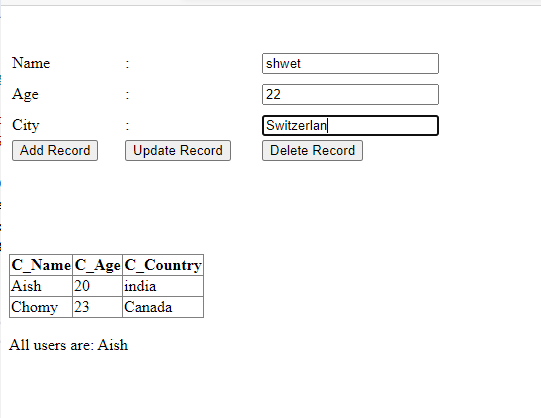 Name : shwet
Age : 22
City : Switzerlan
Add Record Update Record Delete Record
C_Name C_Age C_Country
Aish 20 india
Chomy 23 Canada
All users are: Aish